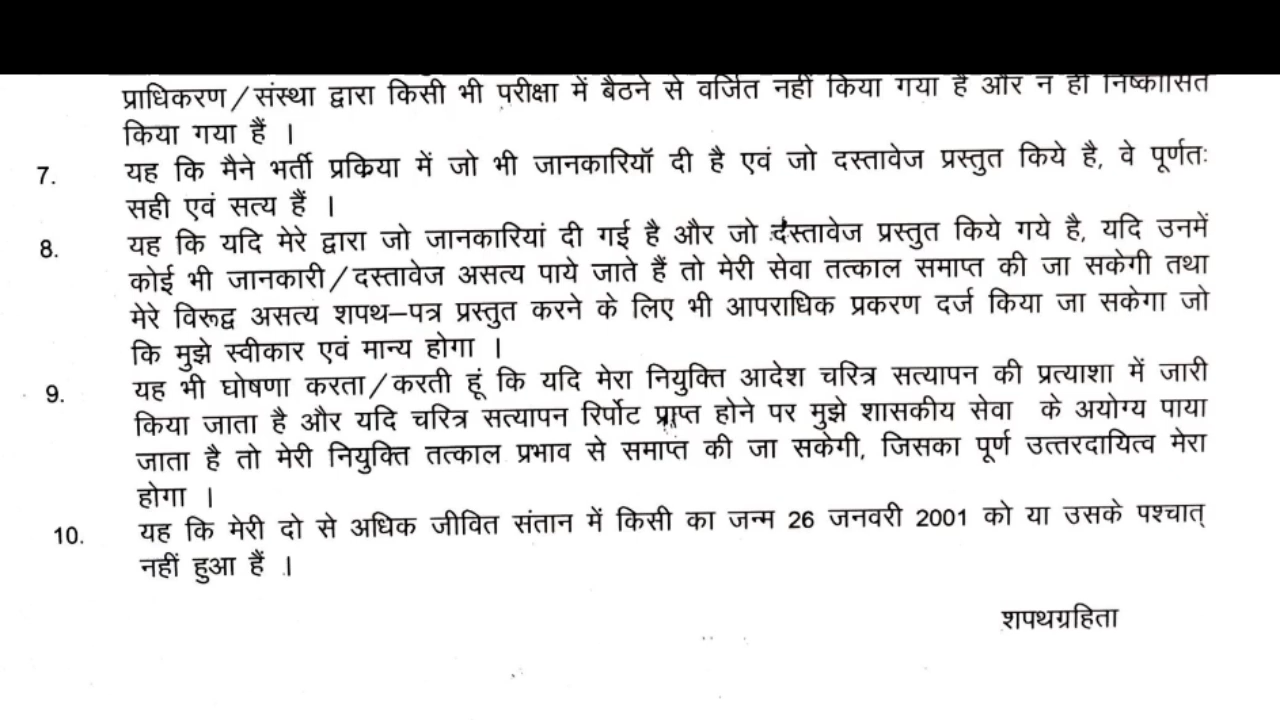 प्राधिकरण/संस्था द्वारा किसी भी परीक्षा में बैठने से वर्जित नहीं किया गया है और न ही निष्कासित
किया गया हैं ।
7. यह कि मैने भर्ती प्रकिया में जो भी जानकारियॉ दी है एवं जो दस्तावेज प्रस्तुत किये है, वे पूर्णतः
सही एवं सत्य हैं ।
8. यह कि यदि मेरे द्वारा जो जानकारियां दी गई है और जो दस्तावेज प्रस्तुत किये गये है, यदि उनमें
कोई भी जानकारी/दस्तावेज असत्य पाये जाते हैं तो मेरी सेवा तत्काल समाप्त की जा सकेगी तथा
मेरे विरूद्व असत्य शपथ–पत्र प्रस्तुत करने के लिए भी आपराधिक प्रकरण दर्ज किया जा सकेगा जो
कि मुझे स्वीकार एवं मान्य होगा ।
9. यह भी घोषणा करता/करती हूं कि यदि मेरा नियुक्ति आदेश चरित्र सत्यापन की प्रत्याशा में जारी
किया जाता है और यदि चरित्र सत्यापन रिर्पोट प्राप्त होने पर मुझे शासकीय सेवा के अयोग्य पाया
जाता है तो मेरी नियुक्ति तत्काल प्रभाव से समाप्त की जा सकेगी, जिसका पूर्ण उत्तरदायित्व मेरा
होगा ।
10. यह कि मेरी दो से अधिक जीवित संतान में किसी का जन्म 26 जनवरी 2001 को या उसके पश्चात्
नहीं हुआ हैं ।
शपथग्रहिता